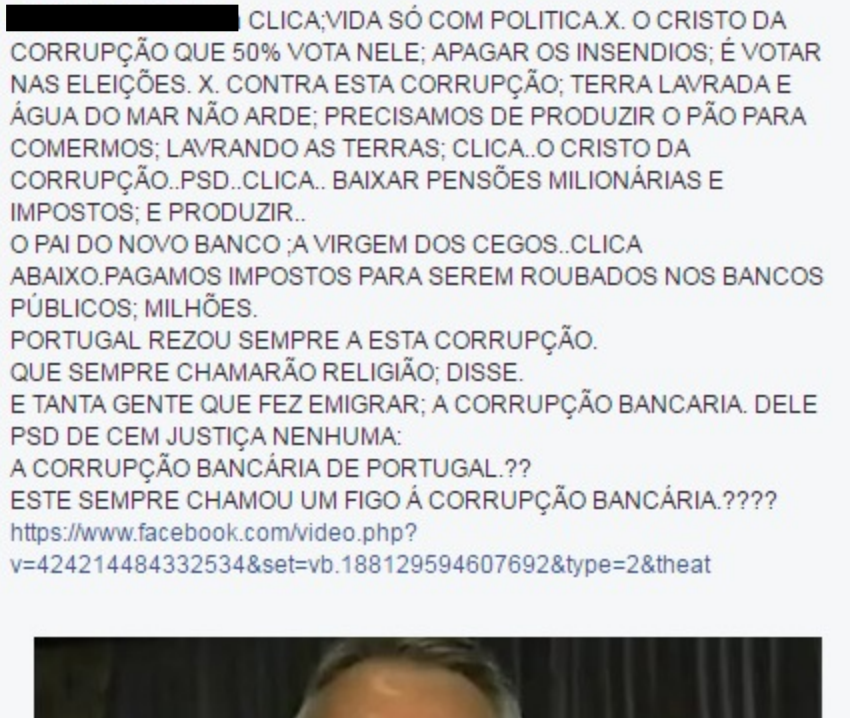 CLICA;VIDA SÓ COM POLITICA.X. O CRISTO DA
CORRUPÇÃO QUE 50% VOTA NELE; APAGAR OS INSENDIOS; É VOTAR
NAS ELEIÇÕES. X. CONTRA ESTA CORRUPÇÃO; TERRA LAVRADA E
ÁGUA DO MAR NÃO ARDE; PRECISAMOS DE PRODUZIR O PÃO PARA
COMERMOS; LAVRANDO AS TERRAS; CLICA..O CRISTO DA
CORRUPÇÃO..PSD..CLICA.. BAIXAR PENSÕES MILIONÁRIAS E
IMPOSTOS; E PRODUZIR..
O PAI DO NOVO BANCO ;A VIRGEM DOS CEGOS..CLICA
ABAIXO.PAGAMOS IMPOSTOS PARA SEREM ROUBADOS NOS BANCOS
PÚBLICOS; MILHÕES.
PORTUGAL REZOU SEMPRE A ESTA CORRUPÇÃO.
QUE SEMPRE CHAMARÃO RELIGIÃO; DISSE.
E TANTA GENTE QUE FEZ EMIGRAR; A CORRUPÇÃO BANCARIA. DELE
PSD DE CEM JUSTIÇA NENHUMA:
A CORRUPÇÃO BANCÁRIA DE PORTUGAL.??
ESTE SEMPRE CHAMOU UM FIGO Á CORRUPÇÃO BANCÁRIA.????
https://www.facebook.com/video.php?
v=424214484332534&set=vb.188129594607692&type=2&theat